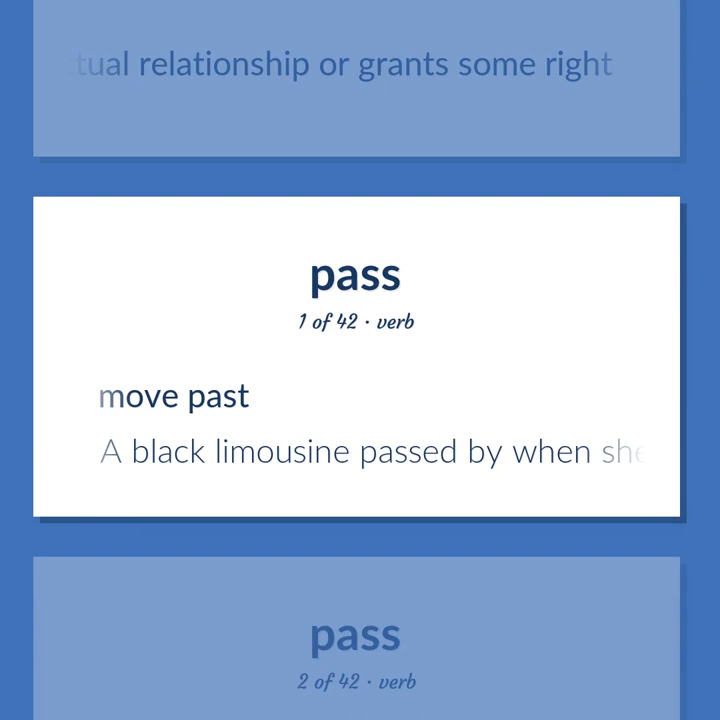 tual relationship or grants some right
pass
1 of 42 · verb
move past
A black limousine passed by when she
pass
2 of 42 · verb